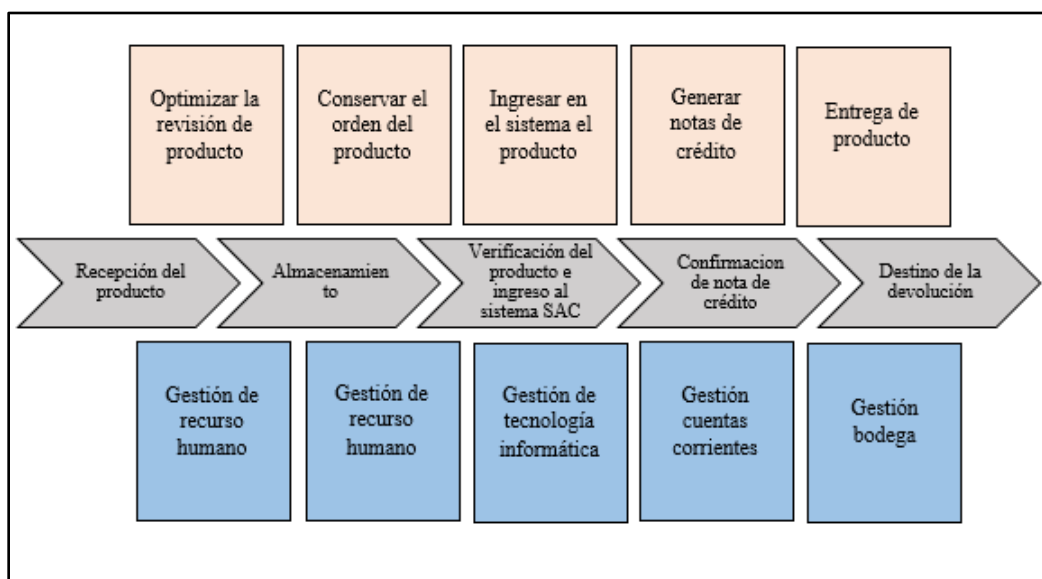 Optimizar la
revisión de
producto
Conservar el
orden del
producto
Ingresar en
el sistema el
producto
Generar
notas de
crédito
Entrega de
producto
Recepción del
producto
Almacenamien
to
Verificación del
producto e
ingreso al
sistema SAC
Confirmacion
de nota de
crédito
Destino de la
devolución
Gestión de
recurso
humano
Gestión de
recurso
humano
Gestión de
tecnología
informática
Gestión
cuentas
corrientes
Gestión
bodega